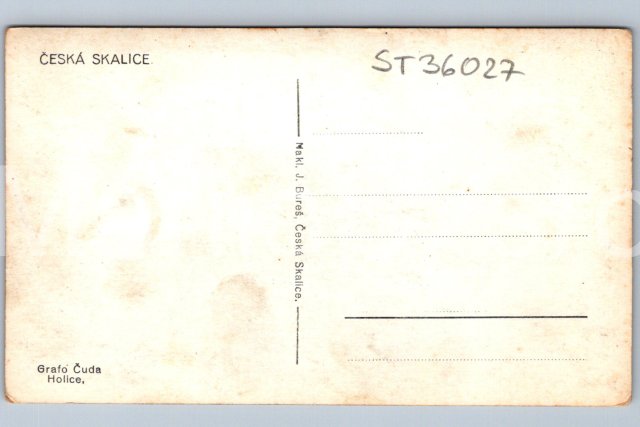 ČESKÁ SKALICE.
ST36027
Nakl. J. Bureš, Česká Skalice.
Grafo Čuda
Holice,